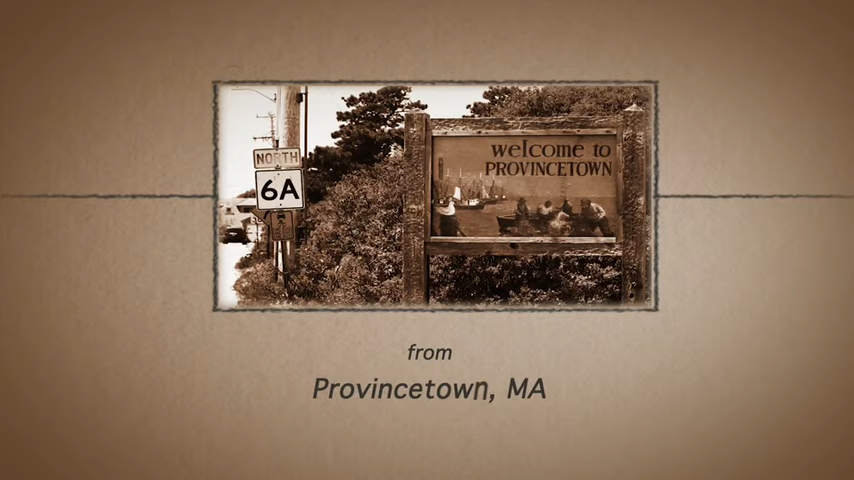 NORTH
6A
welcome to
PROVINCETOWN
from
Provincetown, MA